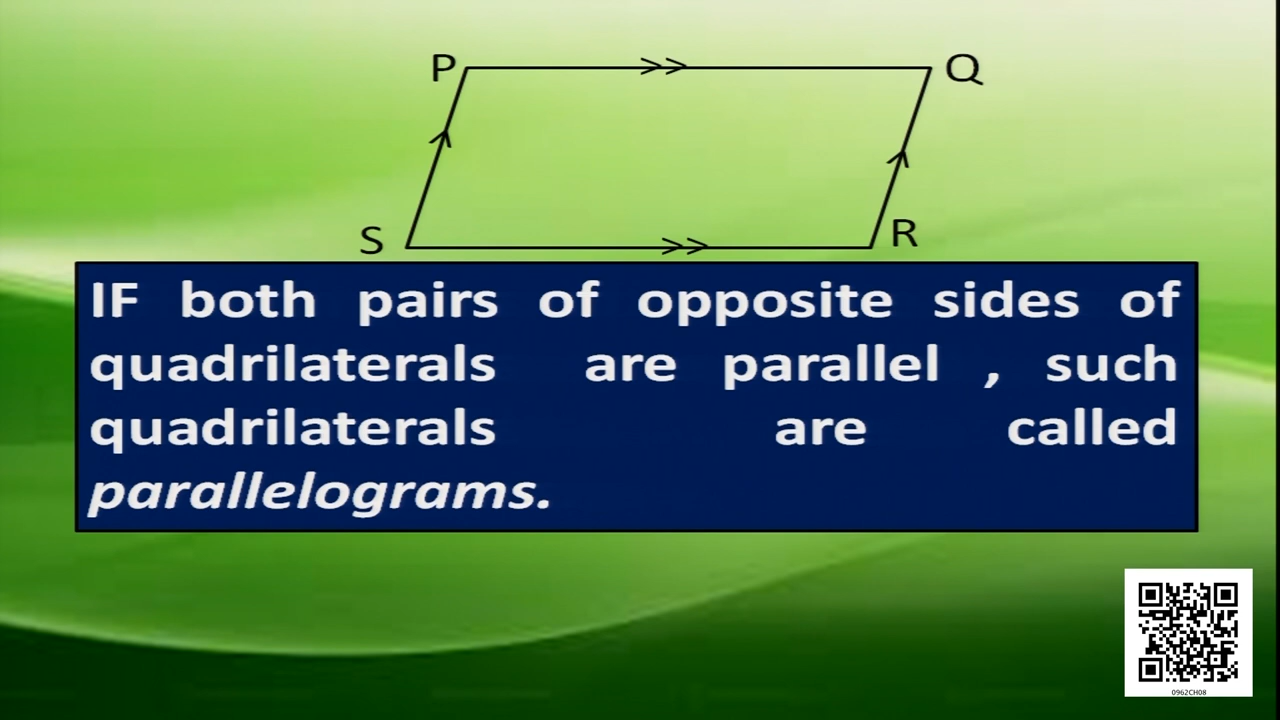 P
Q
S
R
IF both pairs of opposite sides of
quadrilaterals are parallel , such
quadrilaterals are called
parallelograms.
0962CH08